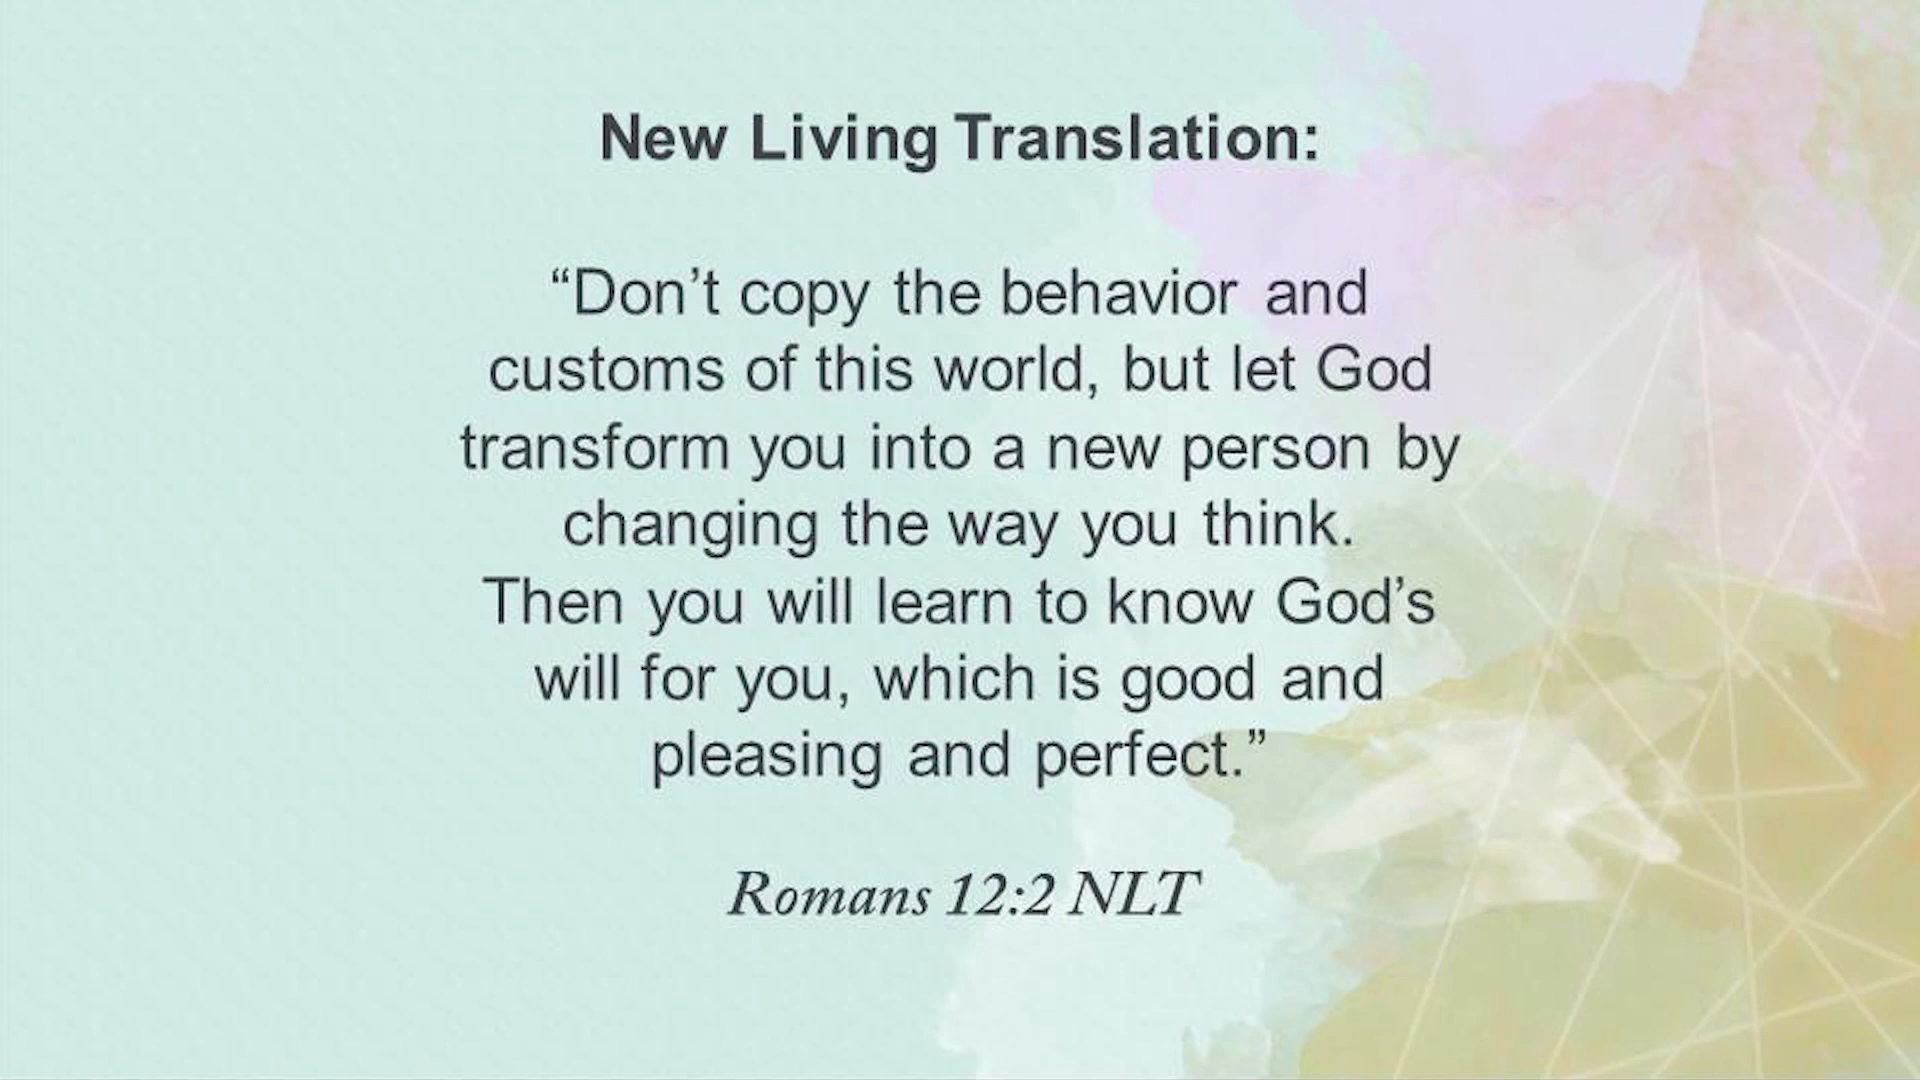 New Living Translation:
“Don’t copy the behavior and
customs of this world, but let God
transform you into a new person by
changing the way you think.
Then you will learn to know God’s
will for you, which is good and
pleasing and perfect.”
Romans 12:2 NLT